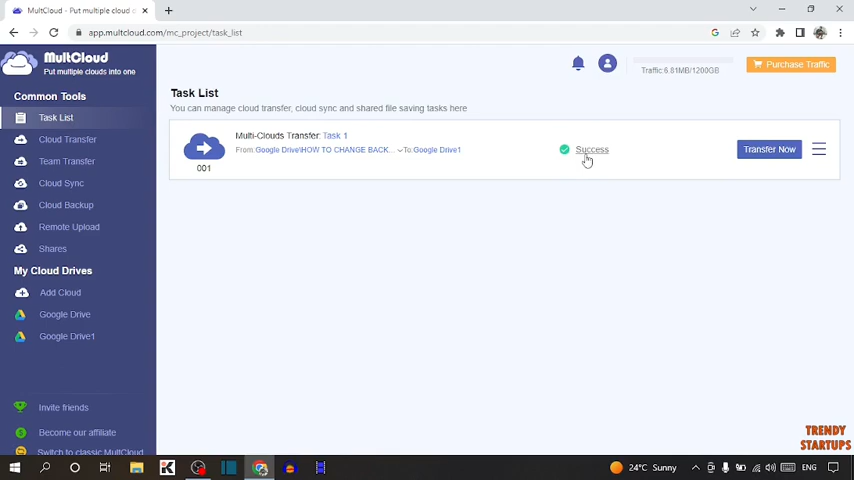 MultCloud - Put multiple cloud d
app.multcloud.com/mc_project/task_list
MultCloud
Put multiple clouds into one
Traffic:6.81MB/1200GB
Purchase Traffic
Common Tools
Task List
Cloud Transfer
Team Transfer
Cloud Sync
Cloud Backup
Remote Upload
Shares
My Cloud Drives
Add Cloud
Google Drive
Google Drive1
Invite friends
Become our affiliate
Switch to classic MultCloud
Task List
You can manage cloud transfer, cloud sync and shared file saving tasks here
001
Multi-Clouds Transfer: Task 1
From:Google Drive\HOW TO CHANGE BACK... To:Google Drive1
Success
Transfer Now
TRENDY
STARTUPS
24°C Sunny
ENG